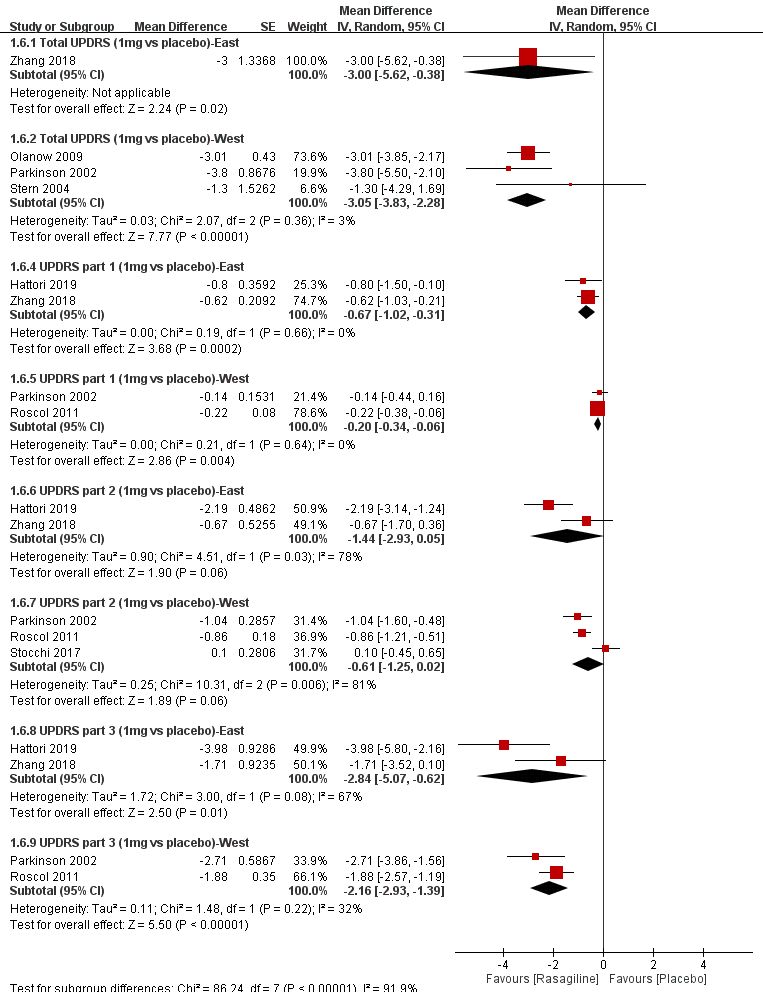 Mean Difference Mean Difference
Study or Subgroup Mean Difference SE Weight IV, Random, 95% CI IV, Random, 95% CI
1.6.1 Total UPDRS (1mg vs placebo)-East
Zhang 2018 -3 1.3368 100.0% -3.00 [-5.62, -0.38]
Subtotal (95% CI) 100.0% -3.00 [-5.62, -0.38]
Heterogeneity: Not applicable
Test for overall effect: Z = 2.24 (P = 0.02)
1.6.2 Total UPDRS (1mg vs placebo)-West
Olanow 2009 -3.01 0.43 73.6% -3.01 [-3.85, -2.17]
Parkinson 2002 -3.8 0.8676 19.9% -3.80 [-5.50, -2.10]
Stern 2004 -1.3 1.5262 6.6% -1.30 [-4.29, 1.69]
Subtotal (95% CI) 100.0% -3.05 [-3.83, -2.28]
Heterogeneity: Tau² = 0.03; Chi² = 2.07, df = 2 (P = 0.36); I² = 3%
Test for overall effect: Z = 7.77 (P < 0.00001)
1.6.4 UPDRS part 1 (1mg vs placebo)-East
Hattori 2019 -0.8 0.3592 25.3% -0.80 [-1.50, -0.10]
Zhang 2018 -0.62 0.2092 74.7% -0.62 [-1.03, -0.21]
Subtotal (95% CI) 100.0% -0.67 [-1.02, -0.31]
Heterogeneity: Tau² = 0.00; Chi² = 0.19, df = 1 (P = 0.66); I² = 0%
Test for overall effect: Z = 3.68 (P = 0.0002)
1.6.5 UPDRS part 1 (1mg vs placebo)-West
Parkinson 2002 -0.14 0.1531 21.4% -0.14 [-0.44, 0.16]
Roscol 2011 -0.22 0.08 78.6% -0.22 [-0.38, -0.06]
Subtotal (95% CI) 100.0% -0.20 [-0.34, -0.06]
Heterogeneity: Tau² = 0.00; Chi² = 0.21, df = 1 (P = 0.64); I² = 0%
Test for overall effect: Z = 2.86 (P = 0.004)
1.6.6 UPDRS part 2 (1mg vs placebo)-East
Hattori 2019 -2.19 0.4862 50.9% -2.19 [-3.14, -1.24]
Zhang 2018 -0.67 0.5255 49.1% -0.67 [-1.70, 0.36]
Subtotal (95% CI) 100.0% -1.44 [-2.93, 0.05]
Heterogeneity: Tau² = 0.90; Chi² = 4.51, df = 1 (P = 0.03); I² = 78%
Test for overall effect: Z = 1.90 (P = 0.06)
1.6.7 UPDRS part 2 (1mg vs placebo)-West
Parkinson 2002 -1.04 0.2857 31.4% -1.04 [-1.60, -0.48]
Roscol 2011 -0.86 0.18 36.9% -0.86 [-1.21, -0.51]
Stocchi 2017 0.1 0.2806 31.7% 0.10 [-0.45, 0.65]
Subtotal (95% CI) 100.0% -0.61 [-1.25, 0.02]
Heterogeneity: Tau² = 0.25; Chi² = 10.31, df = 2 (P = 0.006); I² = 81%
Test for overall effect: Z = 1.89 (P = 0.06)
1.6.8 UPDRS part 3 (1mg vs placebo)-East
Hattori 2019 -3.98 0.9286 49.9% -3.98 [-5.80, -2.16]
Zhang 2018 -1.71 0.9235 50.1% -1.71 [-3.52, 0.10]
Subtotal (95% CI) 100.0% -2.84 [-5.07, -0.62]
Heterogeneity: Tau² = 1.72; Chi² = 3.00, df = 1 (P = 0.08); I² = 67%
Test for overall effect: Z = 2.50 (P = 0.01)
1.6.9 UPDRS part 3 (1mg vs placebo)-West
Parkinson 2002 -2.71 0.5867 33.9% -2.71 [-3.86, -1.56]
Roscol 2011 -1.88 0.35 66.1% -1.88 [-2.57, -1.19]
Subtotal (95% CI) 100.0% -2.16 [-2.93, -1.39]
Heterogeneity: Tau² = 0.11; Chi² = 1.48, df = 1 (P = 0.22); I² = 32%
Test for overall effect: Z = 5.50 (P < 0.00001)
-4 -2 0 2 4
Favours [Rasagiline] Favours [Placebo]
Test for subgroup differences: Chi² = 86.24, df = 7 (P < 0.00001), I² = 91.9%